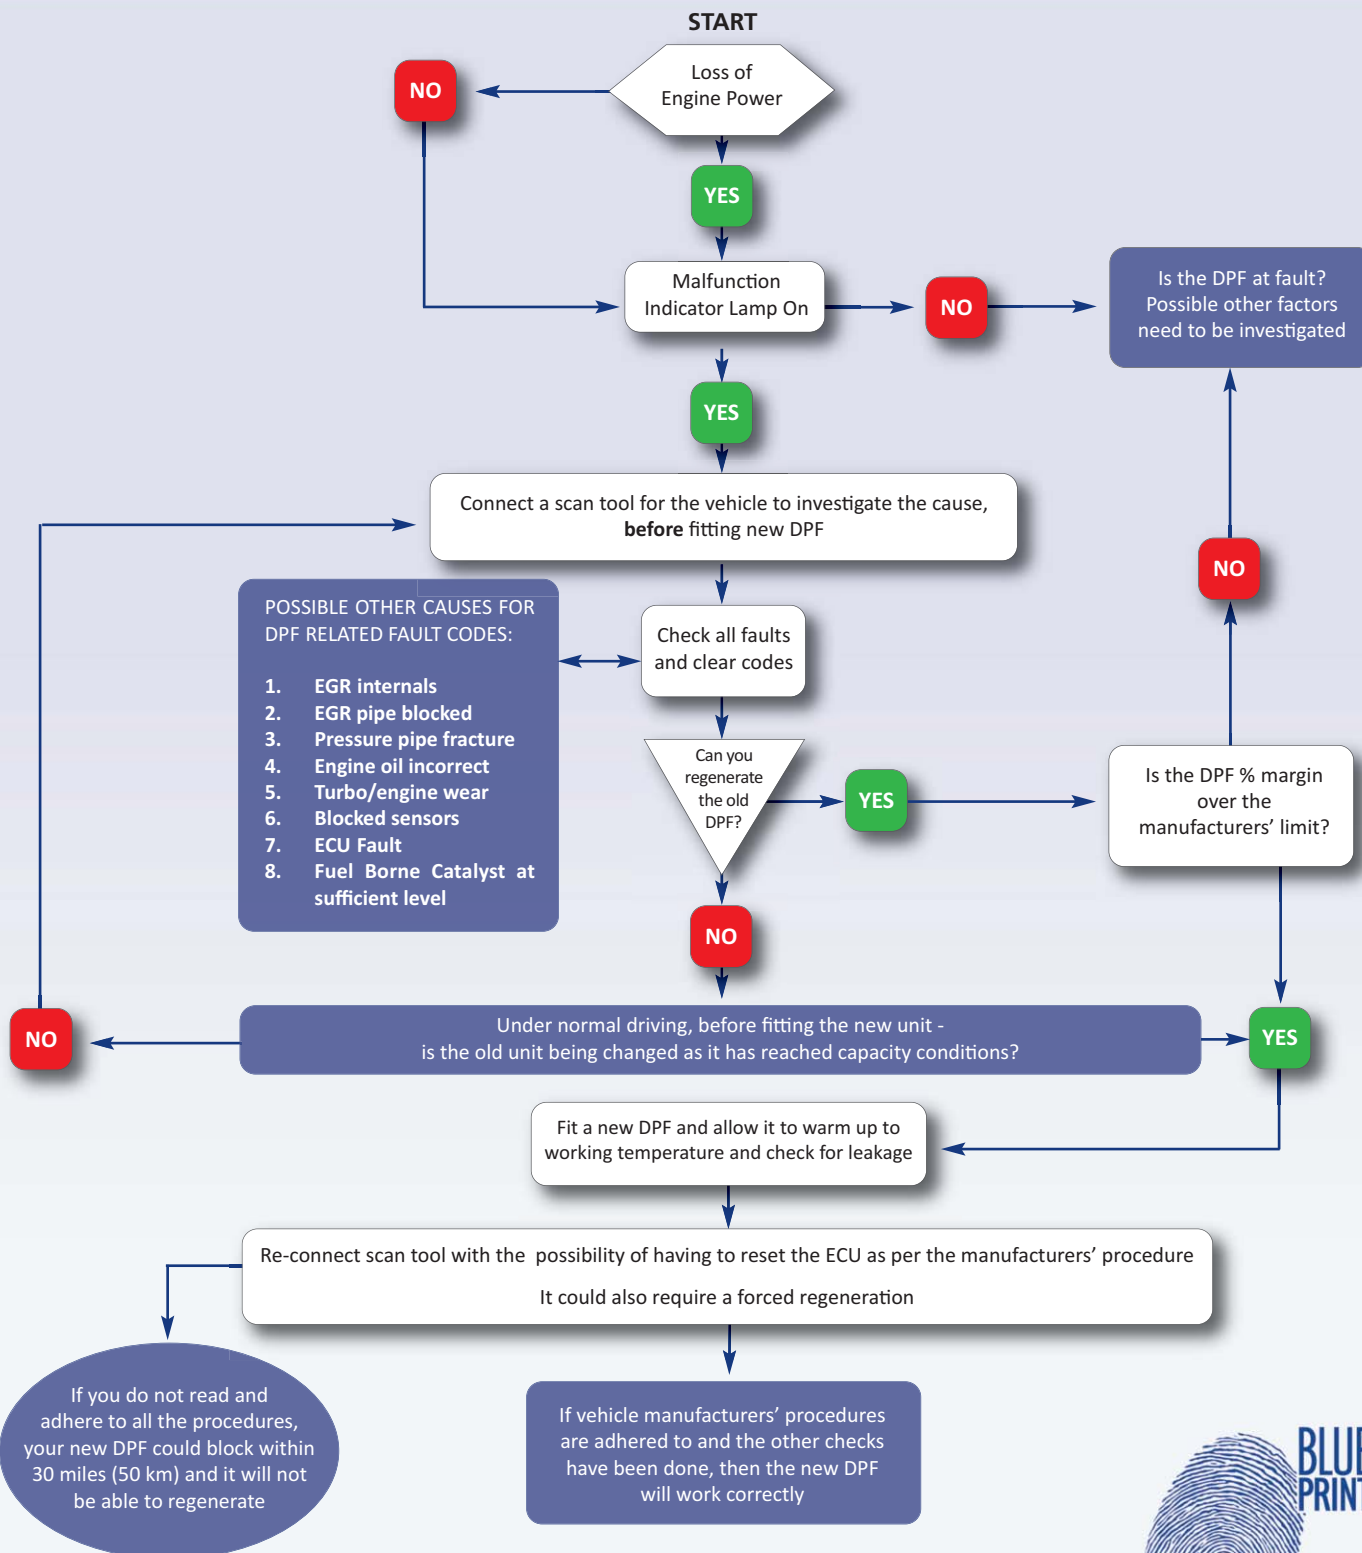 START
Loss of
Engine Power
NO
YES
Malfunction
Indicator Lamp On
NO
Is the DPF at fault?
Possible other factors
need to be investigated
YES
Connect a scan tool for the vehicle to investigate the cause,
before fitting new DPF
NO
POSSIBLE OTHER CAUSES FOR
DPF RELATED FAULT CODES:
1. EGR internals
2. EGR pipe blocked
3. Pressure pipe fracture
4. Engine oil incorrect
5. Turbo/engine wear
6. Blocked sensors
7. ECU Fault
8. Fuel Borne Catalyst at
sufficient level
Check all faults
and clear codes
Can you
regenerate
the old
DPF?
YES
Is the DPF % margin
over the
manufacturers’ limit?
NO
NO
Under normal driving, before fitting the new unit -
is the old unit being changed as it has reached capacity conditions?
YES
Fit a new DPF and allow it to warm up to
working temperature and check for leakage
Re-connect scan tool with the possibility of having to reset the ECU as per the manufacturers’ procedure
It could also require a forced regeneration
If you do not read and
adhere to all the procedures,
your new DPF could block within
30 miles (50 km) and it will not
be able to regenerate
If vehicle manufacturers’ procedures
are adhered to and the other checks
have been done, then the new DPF
will work correctly
BLUE
PRINT